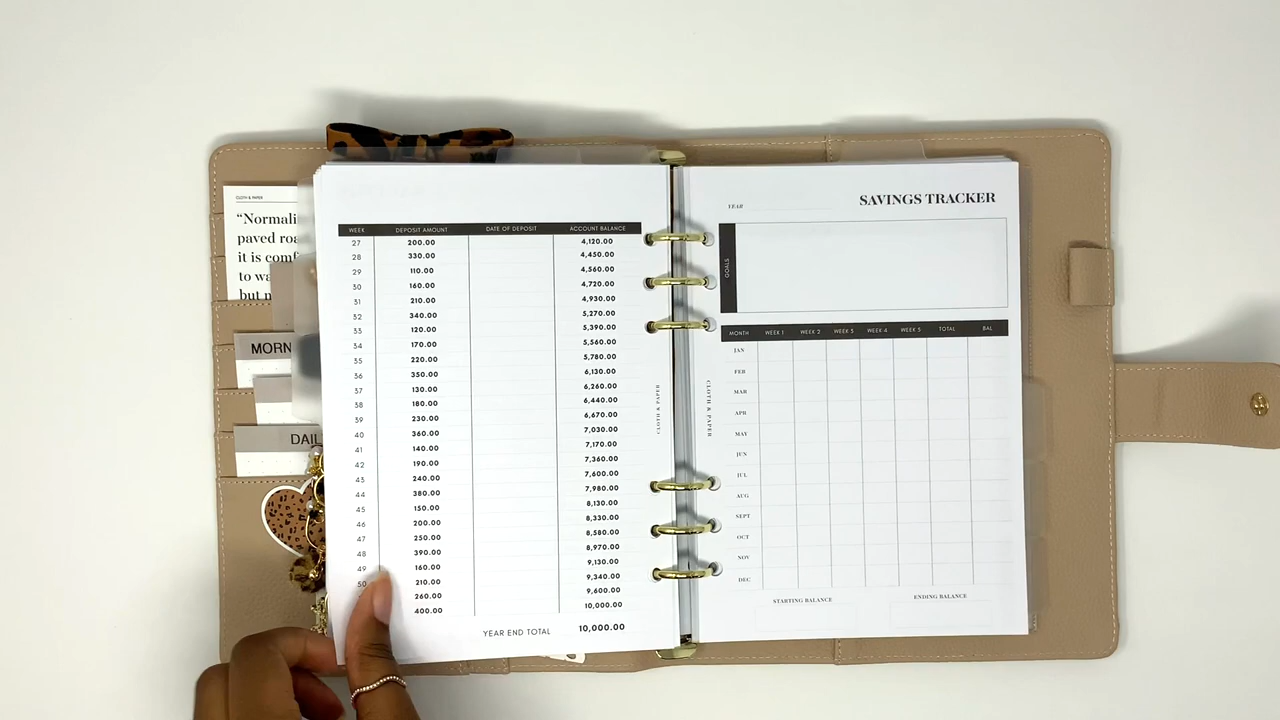 CLOTH & PAPER
"Normali
paved roa
it is comf
to wa
but n
MORN
DAIL
WEEK DEPOSIT AMOUNT DATE OF DEPOSIT ACCOUNT BALANCE
27 200.00 4,120.00
28 330.00 4,450.00
29 110.00 4,560.00
30 160.00 4,720.00
31 210.00 4,930.00
32 340.00 5,270.00
33 120.00 5,390.00
34 170.00 5,560.00
35 220.00 5,780.00
36 350.00 6,130.00
37 130.00 6,260.00
38 180.00 6,440.00
39 230.00 6,670.00
40 360.00 7,030.00
41 140.00 7,170.00
42 190.00 7,360.00
43 240.00 7,600.00
44 380.00 7,980.00
45 150.00 8,130.00
46 200.00 8,330.00
47 250.00 8,580.00
48 390.00 8,970.00
49 160.00 9,130.00
50 210.00 9,340.00
260.00 9,600.00
400.00 10,000.00
YEAR END TOTAL 10,000.00
CLOTH & PAPER
YEAR
SAVINGS TRACKER
GOALS
MONTH WEEK 1 WEEK 2 WEEK 3 WEEK 4 WEEK 5 TOTAL BAL
JAN
FEB
MAR
APR
MAY
JUN
JUL
AUG
SEPT
OCT
NOV
DEC
STARTING BALANCE ENDING BALANCE
CLOTH & PAPER